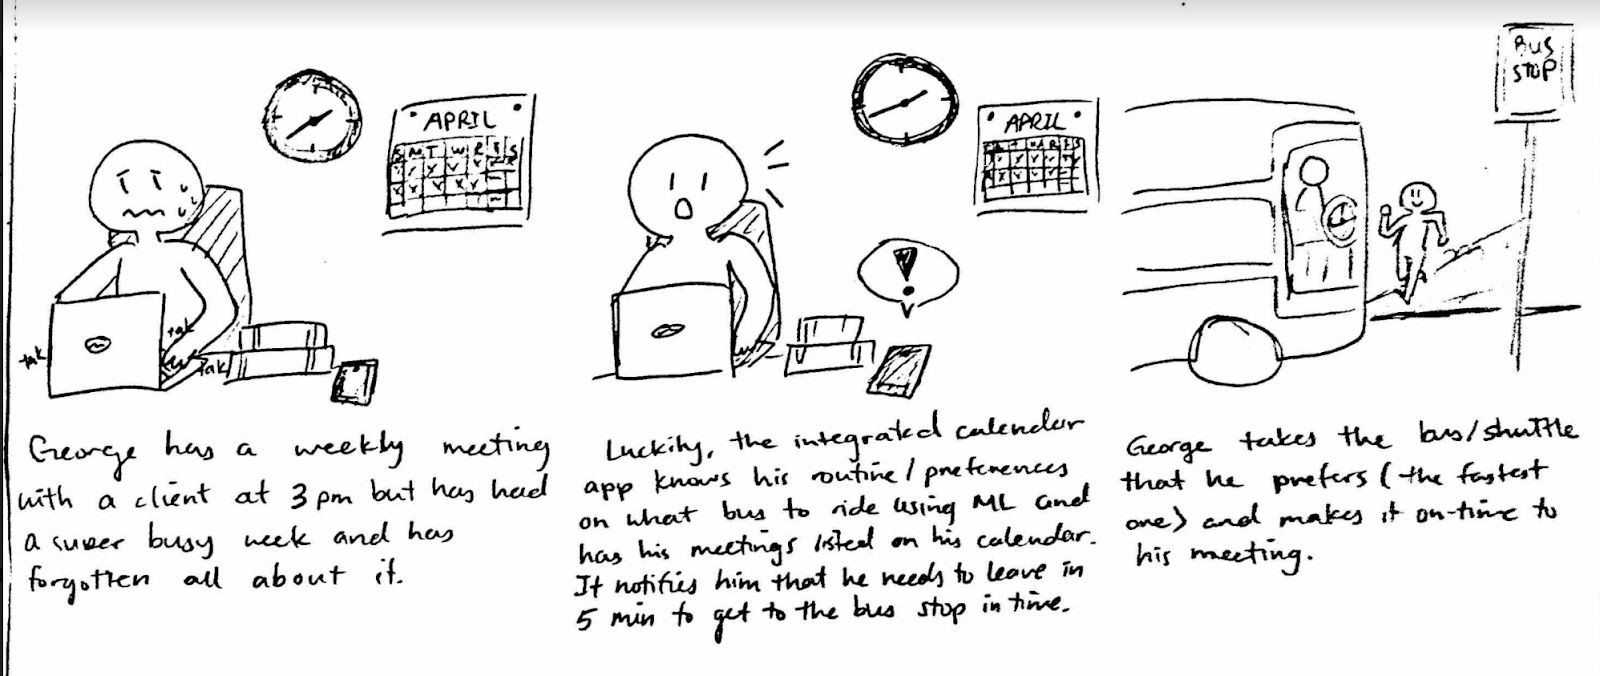 APRIL
S M T W R F S
tak
tak
tak
George has a weekly meeting
with a client at 3pm but has had
a super busy week and has
forgotten all about it.
APRIL
!
Luckily, the integrated calendar
app knows his routine/preferences
on what bus to ride using ML and
has his meetings listed on his calendar.
It notifies him that he needs to leave in
5 min to get to the bus stop in time.
BUS
STOP
George takes the bus/shuttle
that he prefers (the fastest
one) and makes it on-time to
his meeting.